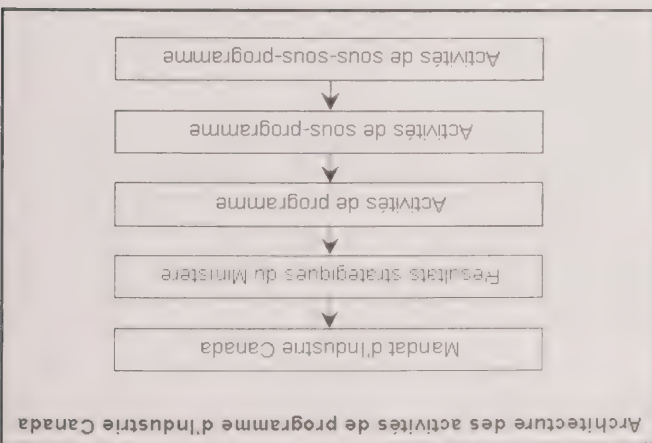 Architecture des activités de programme d'Industrie Canada
Mandat d'Industrie Canada
Résultats stratégiques du Ministère
Activités de programme
Activités de sous-programme
Activités de sous-sous-programme